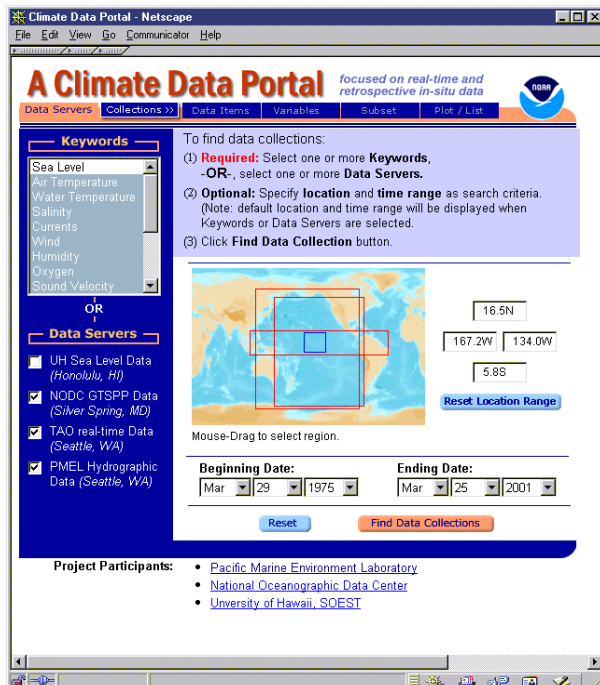 Climate Data Portal - Netscape
File Edit View Go Communicator Help
A Climate Data Portal
focused on real-time and
retrospective in-situ data
NOAA
Data Servers Collections >> Data Items Variables Subset Plot / List
Keywords
Sea Level
Air Temperature
Water Temperature
Salinity
Currents
Wind
Humidity
Oxygen
Sound Velocity
OR
Data Servers
UH Sea Level Data
(Honolulu, HI)
NODC GTSPP Data
(Silver Spring, MD)
TAO real-time Data
(Seattle, WA)
PMEL Hydrographic
Data (Seattle, WA)
To find data collections:
(1) Required: Select one or more Keywords,
-OR-, select one or more Data Servers.
(2) Optional: Specify location and time range as search criteria.
(Note: default location and time range will be displayed when
Keywords or Data Servers are selected.
(3) Click Find Data Collection button.
16.5N
167.2W 134.0W
5.8S
Reset Location Range
Mouse-Drag to select region.
Beginning Date: Ending Date:
Mar 29 1975 Mar 25 2001
Reset Find Data Collections
Project Participants:
• Pacific Marine Environment Laboratory
• National Oceanographic Data Center
• Unversity of Hawaii, SOEST